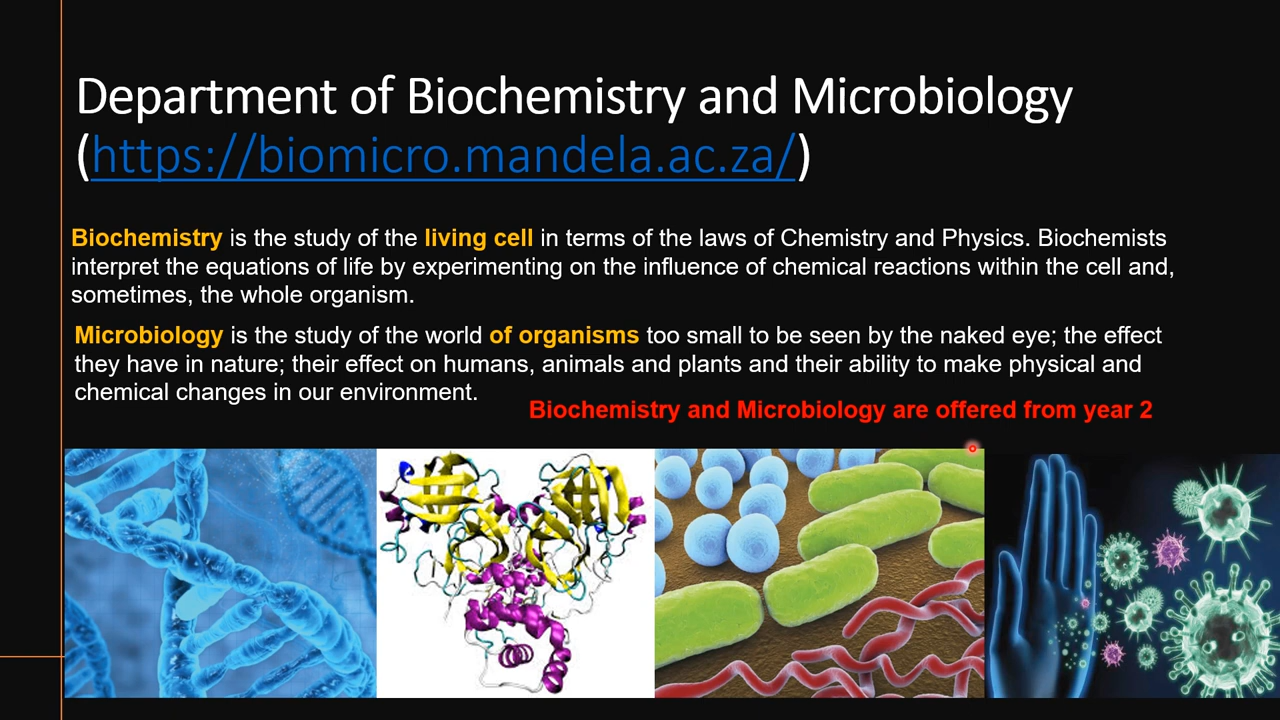 Department of Biochemistry and Microbiology
(https://biomicro.mandela.ac.za/)
Biochemistry is the study of the living cell in terms of the laws of Chemistry and Physics. Biochemists
interpret the equations of life by experimenting on the influence of chemical reactions within the cell and,
sometimes, the whole organism.
Microbiology is the study of the world of organisms too small to be seen by the naked eye; the effect
they have in nature; their effect on humans, animals and plants and their ability to make physical and
chemical changes in our environment.
Biochemistry and Microbiology are offered from year 2